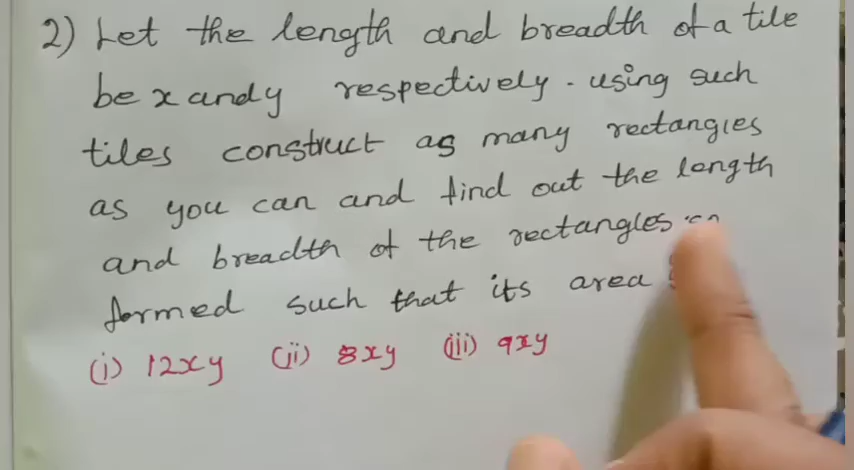 2) Let the length and breadth of a tile
be x and y respectively. using such
tiles construct as many rectangles
as you can and find out the length
and breadth of the rectangles so
formed such that its area
(i) 12xy (ii) 8xy (iii) 9xy